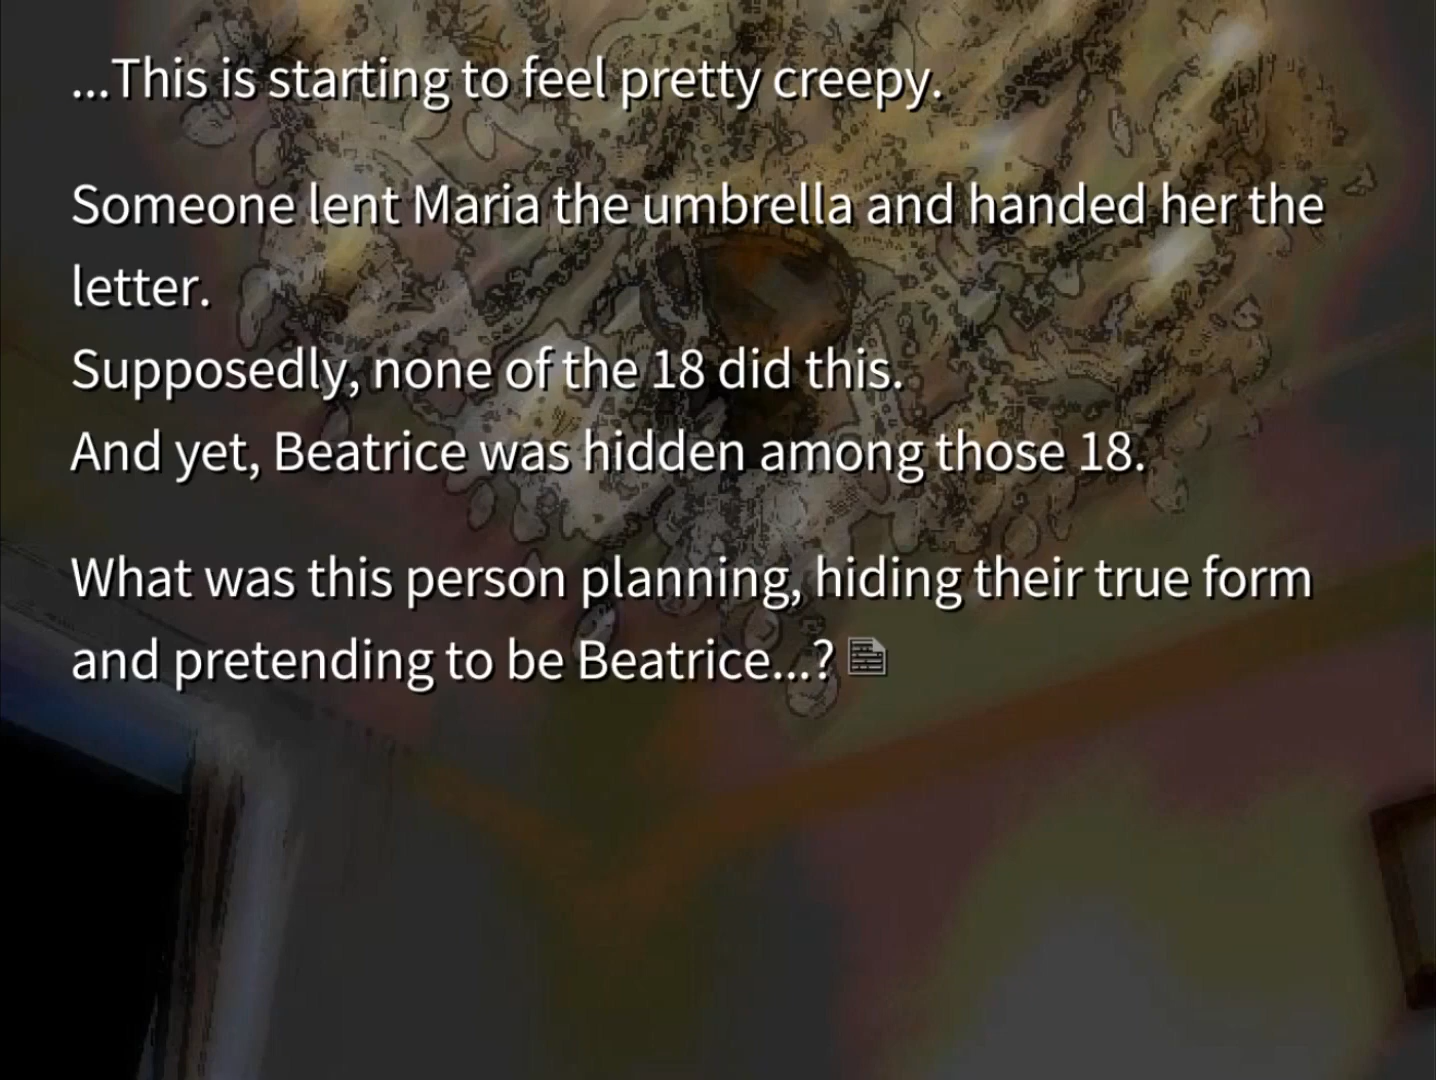 ...This is starting to feel pretty creepy.
Someone lent Maria the umbrella and handed her the
letter.
Supposedly, none of the 18 did this.
And yet, Beatrice was hidden among those 18.
What was this person planning, hiding their true form
and pretending to be Beatrice...?